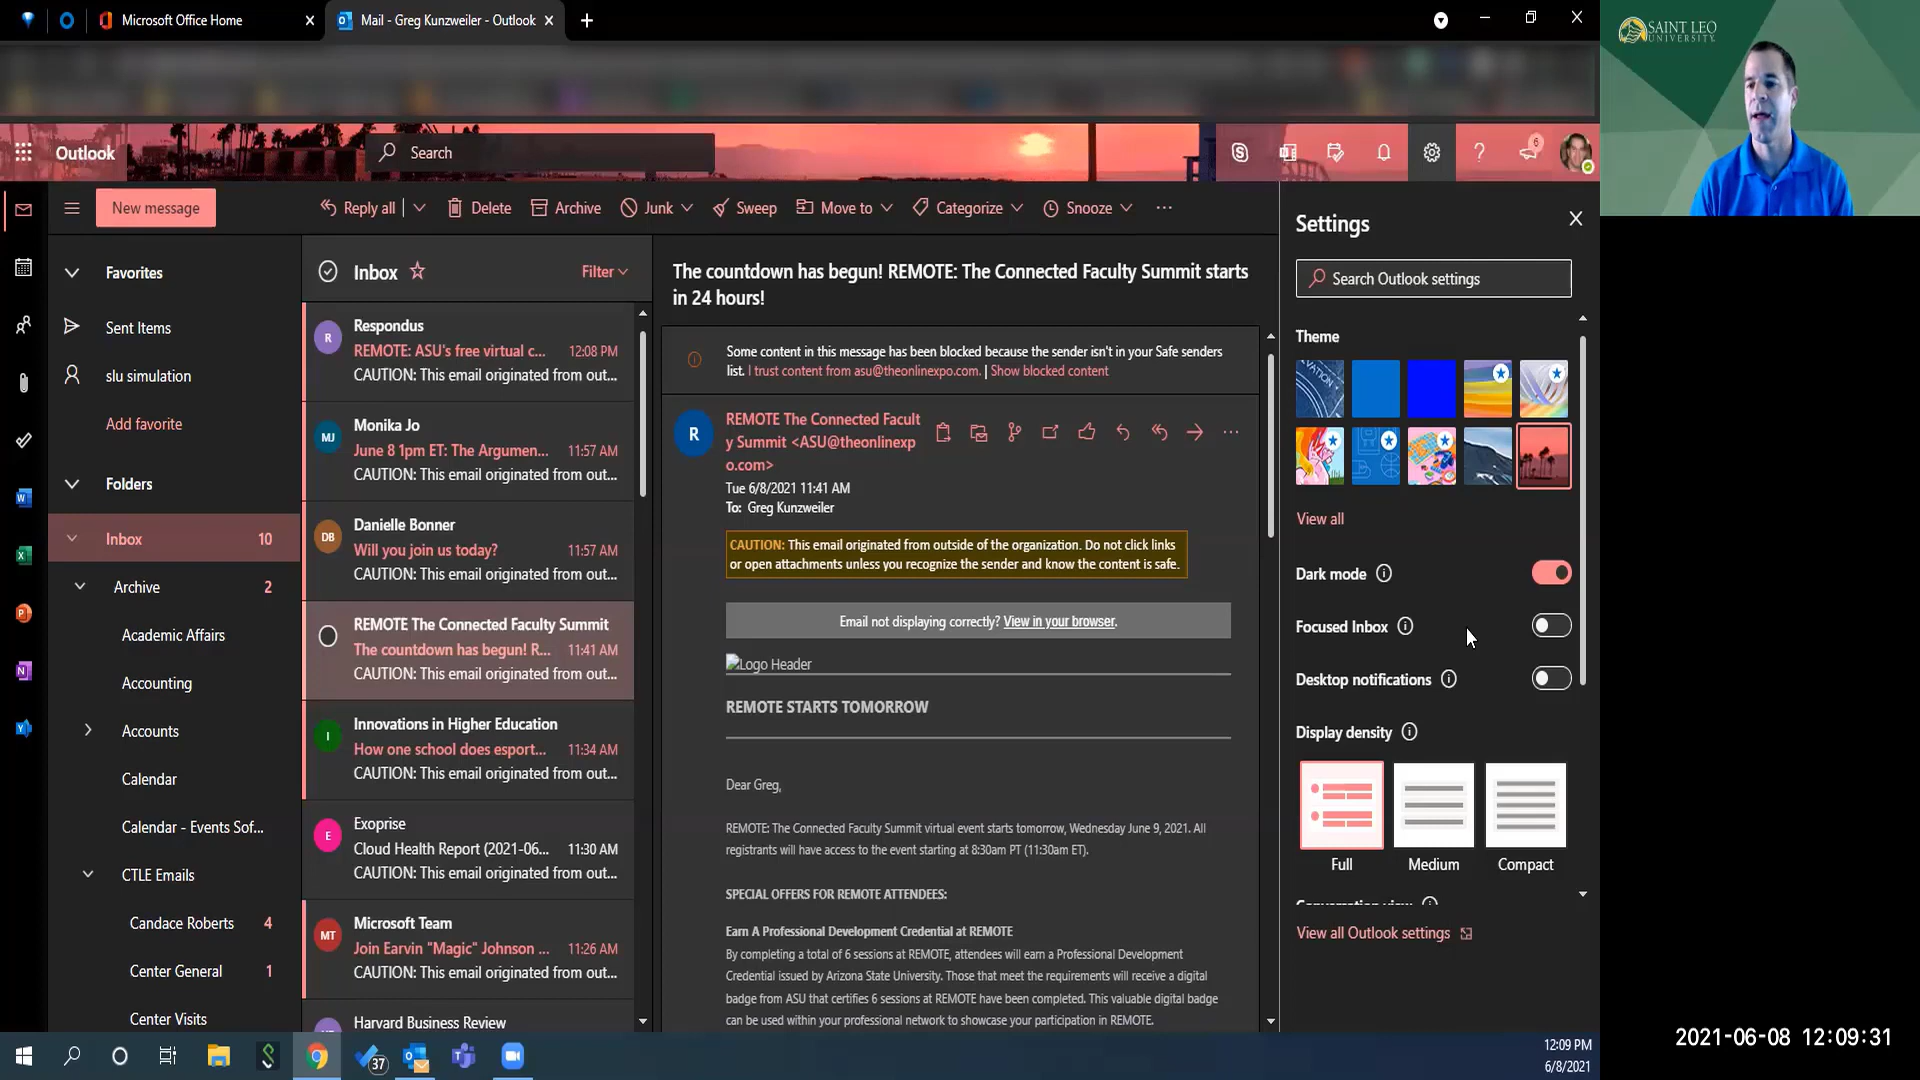 Microsoft Office Home
Mail - Greg Kunzweiler - Outlook
SAINT LEO
UNIVERSITY
Outlook
Search
6
New message
Reply all
Delete
Archive
Junk
Sweep
Move to
Categorize
Snooze
Favorites
Sent Items
slu simulation
Add favorite
Folders
Inbox 10
Archive 2
Academic Affairs
Accounting
Accounts
Calendar
Calendar - Events Sof...
CTLE Emails
Candace Roberts 4
Center General 1
Center Visits
Inbox
Filter
R
Respondus
REMOTE: ASU's free virtual c... 12:08 PM
CAUTION: This email originated from out...
MJ
Monika Jo
June 8 1pm ET: The Argumen... 11:57 AM
CAUTION: This email originated from out...
DB
Danielle Bonner
Will you join us today? 11:57 AM
CAUTION: This email originated from out...
REMOTE The Connected Faculty Summit
The countdown has begun! R... 11:41 AM
CAUTION: This email originated from out...
I
Innovations in Higher Education
How one school does esport... 11:34 AM
CAUTION: This email originated from out...
E
Exoprise
Cloud Health Report (2021-06... 11:30 AM
CAUTION: This email originated from out...
MT
Microsoft Team
Join Earvin "Magic" Johnson ... 11:26 AM
CAUTION: This email originated from out...
Harvard Business Review
The countdown has begun! REMOTE: The Connected Faculty Summit starts
in 24 hours!
Some content in this message has been blocked because the sender isn't in your Safe senders
list. I trust content from asu@theonlinexpo.com. | Show blocked content
R
REMOTE The Connected Facult
y Summit <ASU@theonlinexp
o.com>
Tue 6/8/2021 11:41 AM
To: Greg Kunzweiler
CAUTION: This email originated from outside of the organization. Do not click links
or open attachments unless you recognize the sender and know the content is safe.
Email not displaying correctly? View in your browser.
Logo Header
REMOTE STARTS TOMORROW
Dear Greg,
REMOTE: The Connected Faculty Summit virtual event starts tomorrow, Wednesday June 9, 2021. All
registrants will have access to the event starting at 8:30am PT (11:30am ET).
SPECIAL OFFERS FOR REMOTE ATTENDEES:
Earn A Professional Development Credential at REMOTE
By completing a total of 6 sessions at REMOTE, attendees will earn a Professional Development
Credential issued by Arizona State University. Those that meet the requirements will receive a digital
badge from ASU that certifies 6 sessions at REMOTE have been completed. This valuable digital badge
can be used within your professional network to showcase your participation in REMOTE.
Settings
Search Outlook settings
Theme
View all
Dark mode
Focused Inbox
Desktop notifications
Display density
Full
Medium
Compact
Conversation view
View all Outlook settings
37
12:09 PM
6/8/2021
2021-06-08 12:09:31